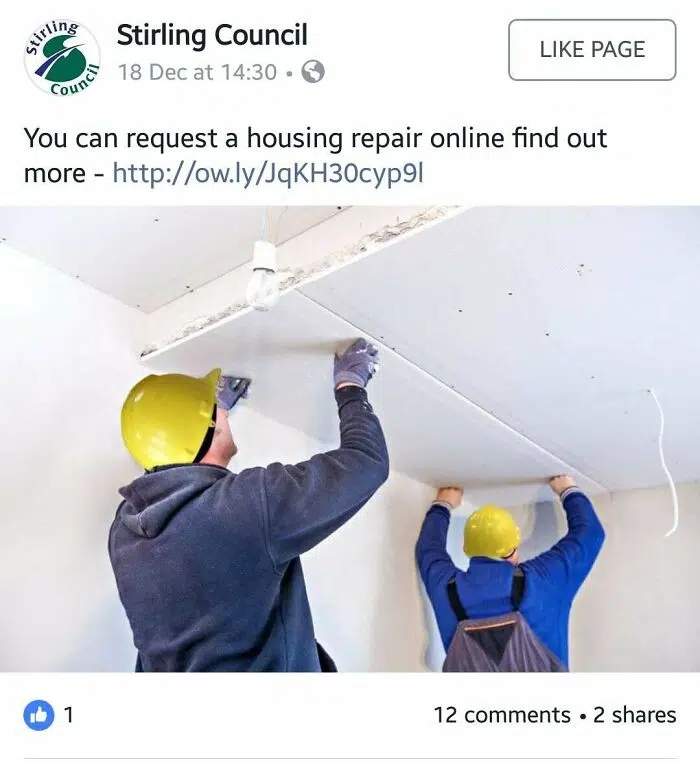 Stirling
Council
Stirling Council
LIKE PAGE
18 Dec at 14:30 •
You can request a housing repair online find out
more - http://ow.ly/JqKH30cyp9l
1
12 comments • 2 shares